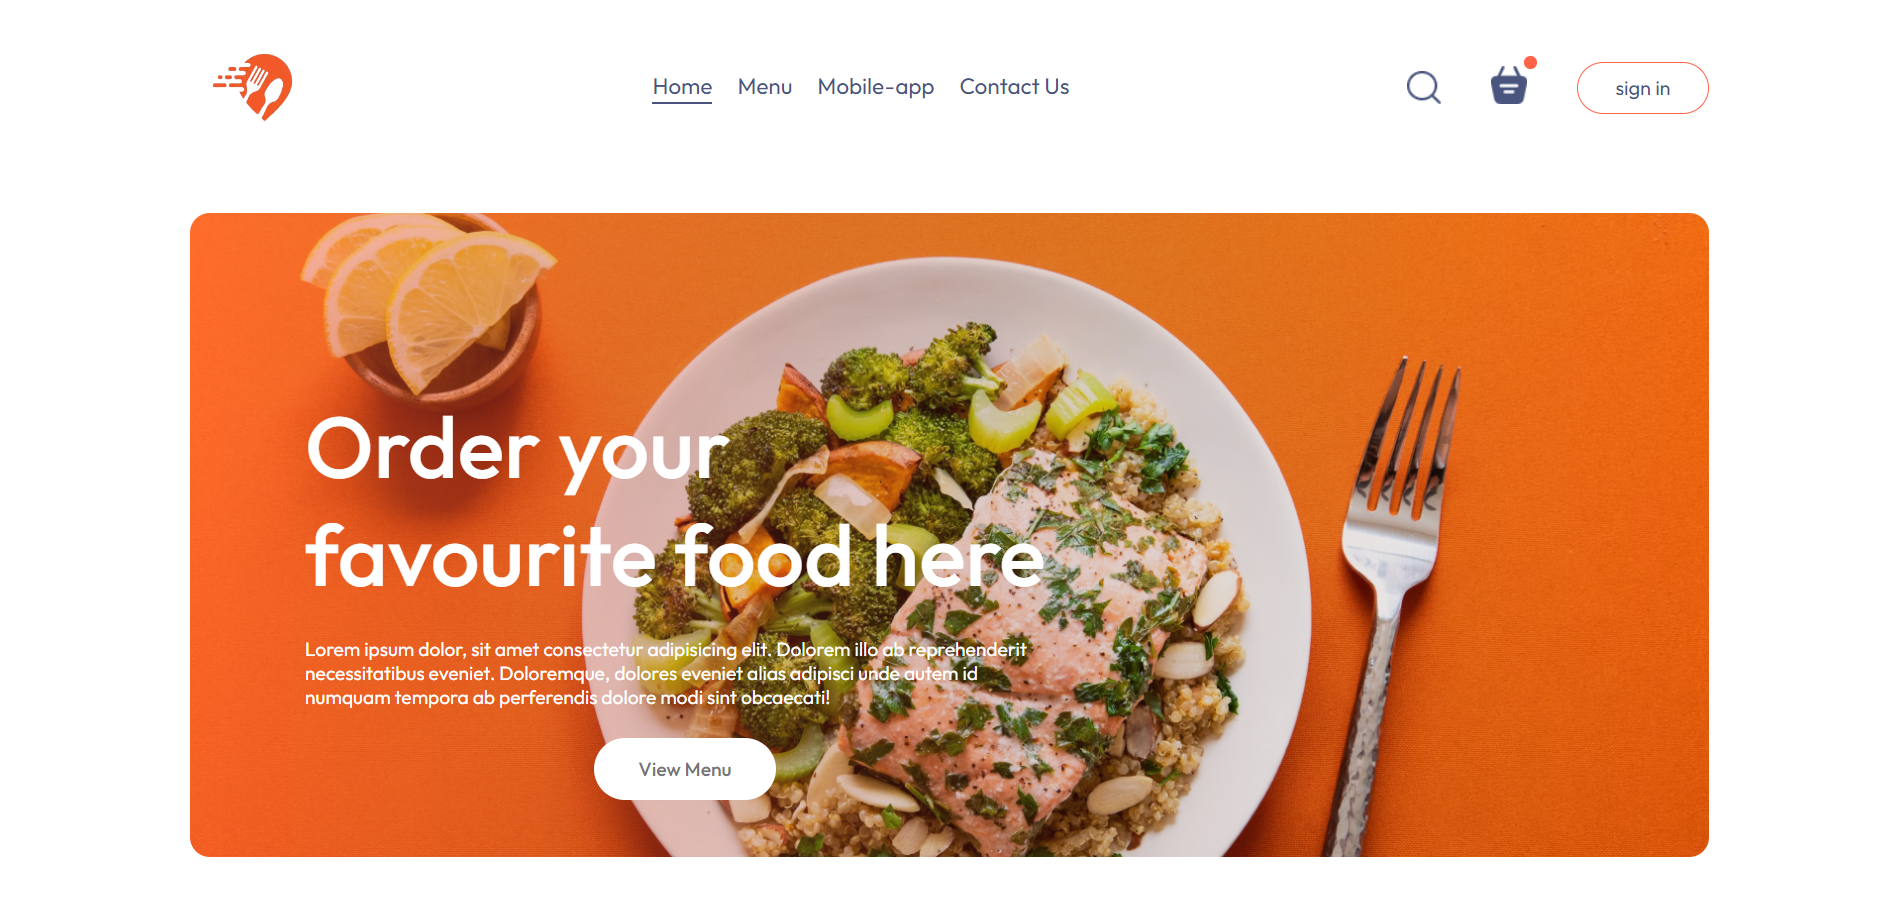 Home Menu Mobile-app Contact Us sign in
Order your
favourite food here
Lorem ipsum dolor, sit amet consectetur adipisicing elit. Dolorem illo ab reprehenderit
necessitatibus eveniet. Doloremque, dolores eveniet alias adipisci unde autem id
numquam tempora ab perferendis dolore modi sint obcaecati!
View Menu